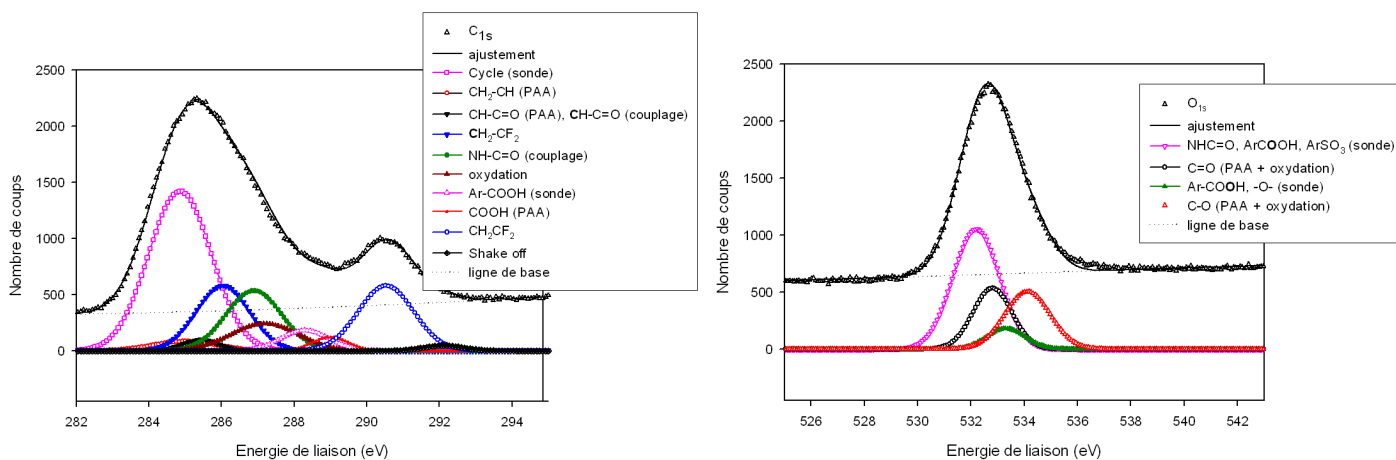 C1s
ajustement
Cycle (sonde)
CH2-CH (PAA)
CH-C=O (PAA), CH-C=O (couplage)
CH2-CF2
NH-C=O (couplage)
oxydation
Ar-COOH (sonde)
COOH (PAA)
CH2CF2
Shake off
ligne de base
2500
2000
1500
1000
500
0
Nombre de coups
282 284 286 288 290 292 294
Energie de liaison (eV)
O1s
ajustement
NHC=O, ArCOOH, ArSO3 (sonde)
C=O (PAA + oxydation)
Ar-COOH, -O- (sonde)
C-O (PAA + oxydation)
ligne de base
2500
2000
1500
1000
500
0
Nombre de coups
526 528 530 532 534 536 538 540 542
Energie de liaison (eV)